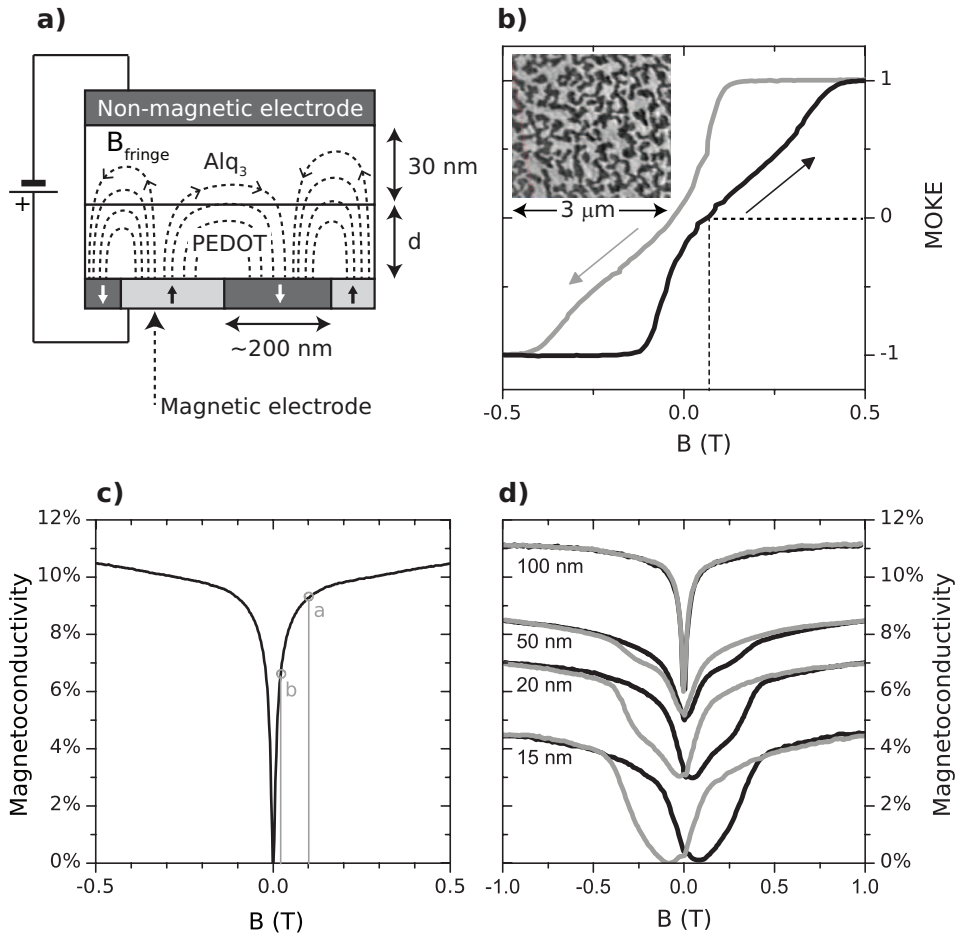 a)
Non-magnetic electrode
B_fringe
Alq₃
30 nm
+
PEDOT
d
~200 nm
Magnetic electrode
b)
3 µm
1
0
-1
MOKE
-0.5
0.0
0.5
B (T)
c)
12%
10%
8%
6%
4%
2%
0%
Magnetoconductivity
a
b
-0.5
0.0
0.5
B (T)
d)
100 nm
50 nm
20 nm
15 nm
12%
10%
8%
6%
4%
2%
0%
Magnetoconductivity
-1.0
-0.5
0.0
0.5
1.0
B (T)